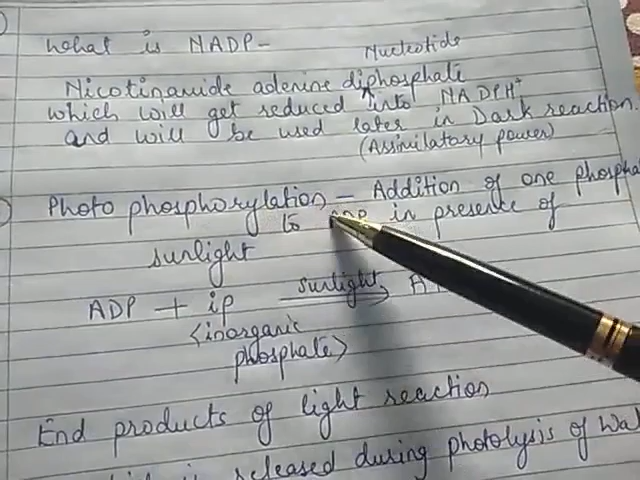 What is NADP-
Nucleotide
Nicotinamide adenine diphosphate
which will get reduced into NADPH+
and will be used later in Dark reaction
(Assimilatory power)
Photo phosphorylation - Addition of one
to in presence of
sunlight
ADP + ip sunlight
<inorganic
phosphate>
End products of light reaction
released during photolysis of